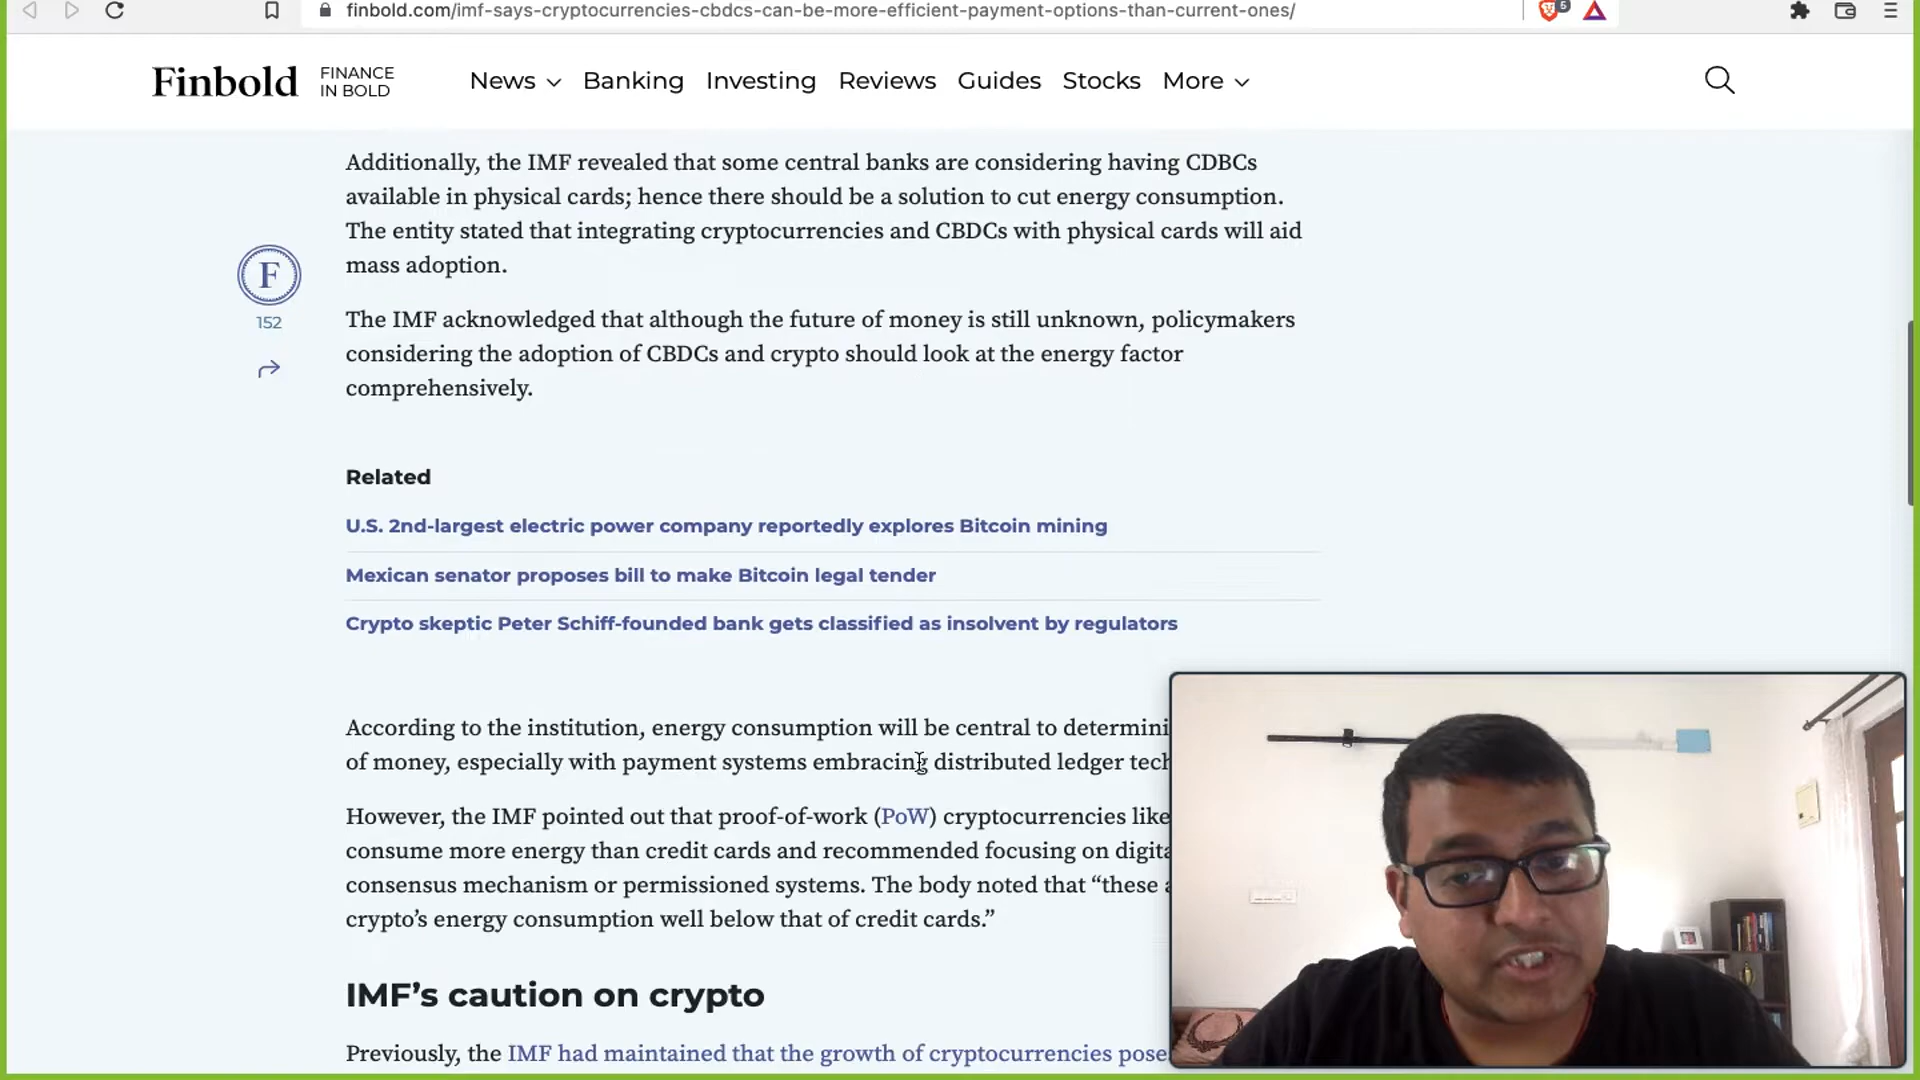 finbold.com/imf-says-cryptocurrencies-cbdcs-can-be-more-efficient-payment-options-than-current-ones/
5
Finbold
FINANCE
IN BOLD
News
Banking
Investing
Reviews
Guides
Stocks
More
Additionally, the IMF revealed that some central banks are considering having CDBCs
available in physical cards; hence there should be a solution to cut energy consumption.
The entity stated that integrating cryptocurrencies and CBDCs with physical cards will aid
mass adoption.
F
152
The IMF acknowledged that although the future of money is still unknown, policymakers
considering the adoption of CBDCs and crypto should look at the energy factor
comprehensively.
Related
U.S. 2nd-largest electric power company reportedly explores Bitcoin mining
Mexican senator proposes bill to make Bitcoin legal tender
Crypto skeptic Peter Schiff-founded bank gets classified as insolvent by regulators
According to the institution, energy consumption will be central to determini
of money, especially with payment systems embracing distributed ledger tech
However, the IMF pointed out that proof-of-work (PoW) cryptocurrencies like
consume more energy than credit cards and recommended focusing on digita
consensus mechanism or permissioned systems. The body noted that “these a
crypto’s energy consumption well below that of credit cards.”
IMF’s caution on crypto
Previously, the IMF had maintained that the growth of cryptocurrencies pose